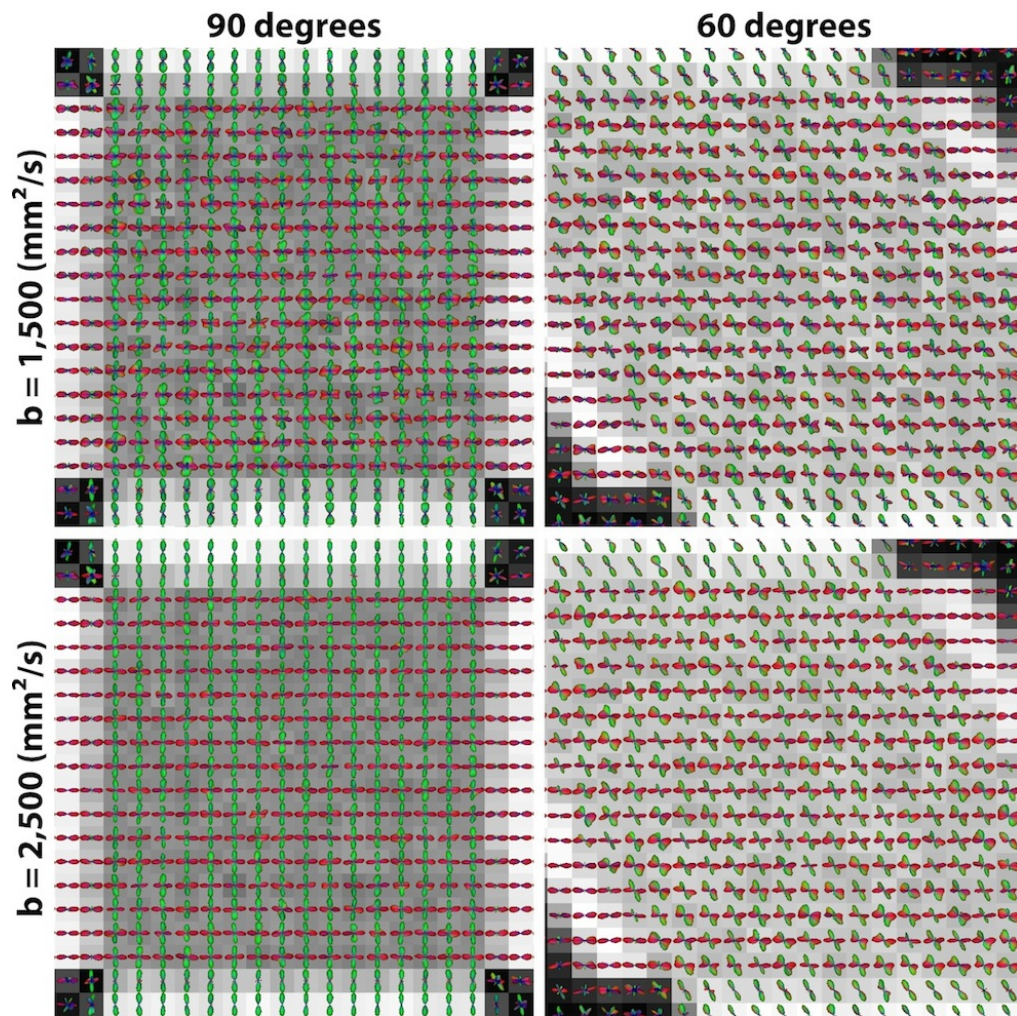 90 degrees
60 degrees
b = 1,500 (mm²/s)
b = 2,500 (mm²/s)